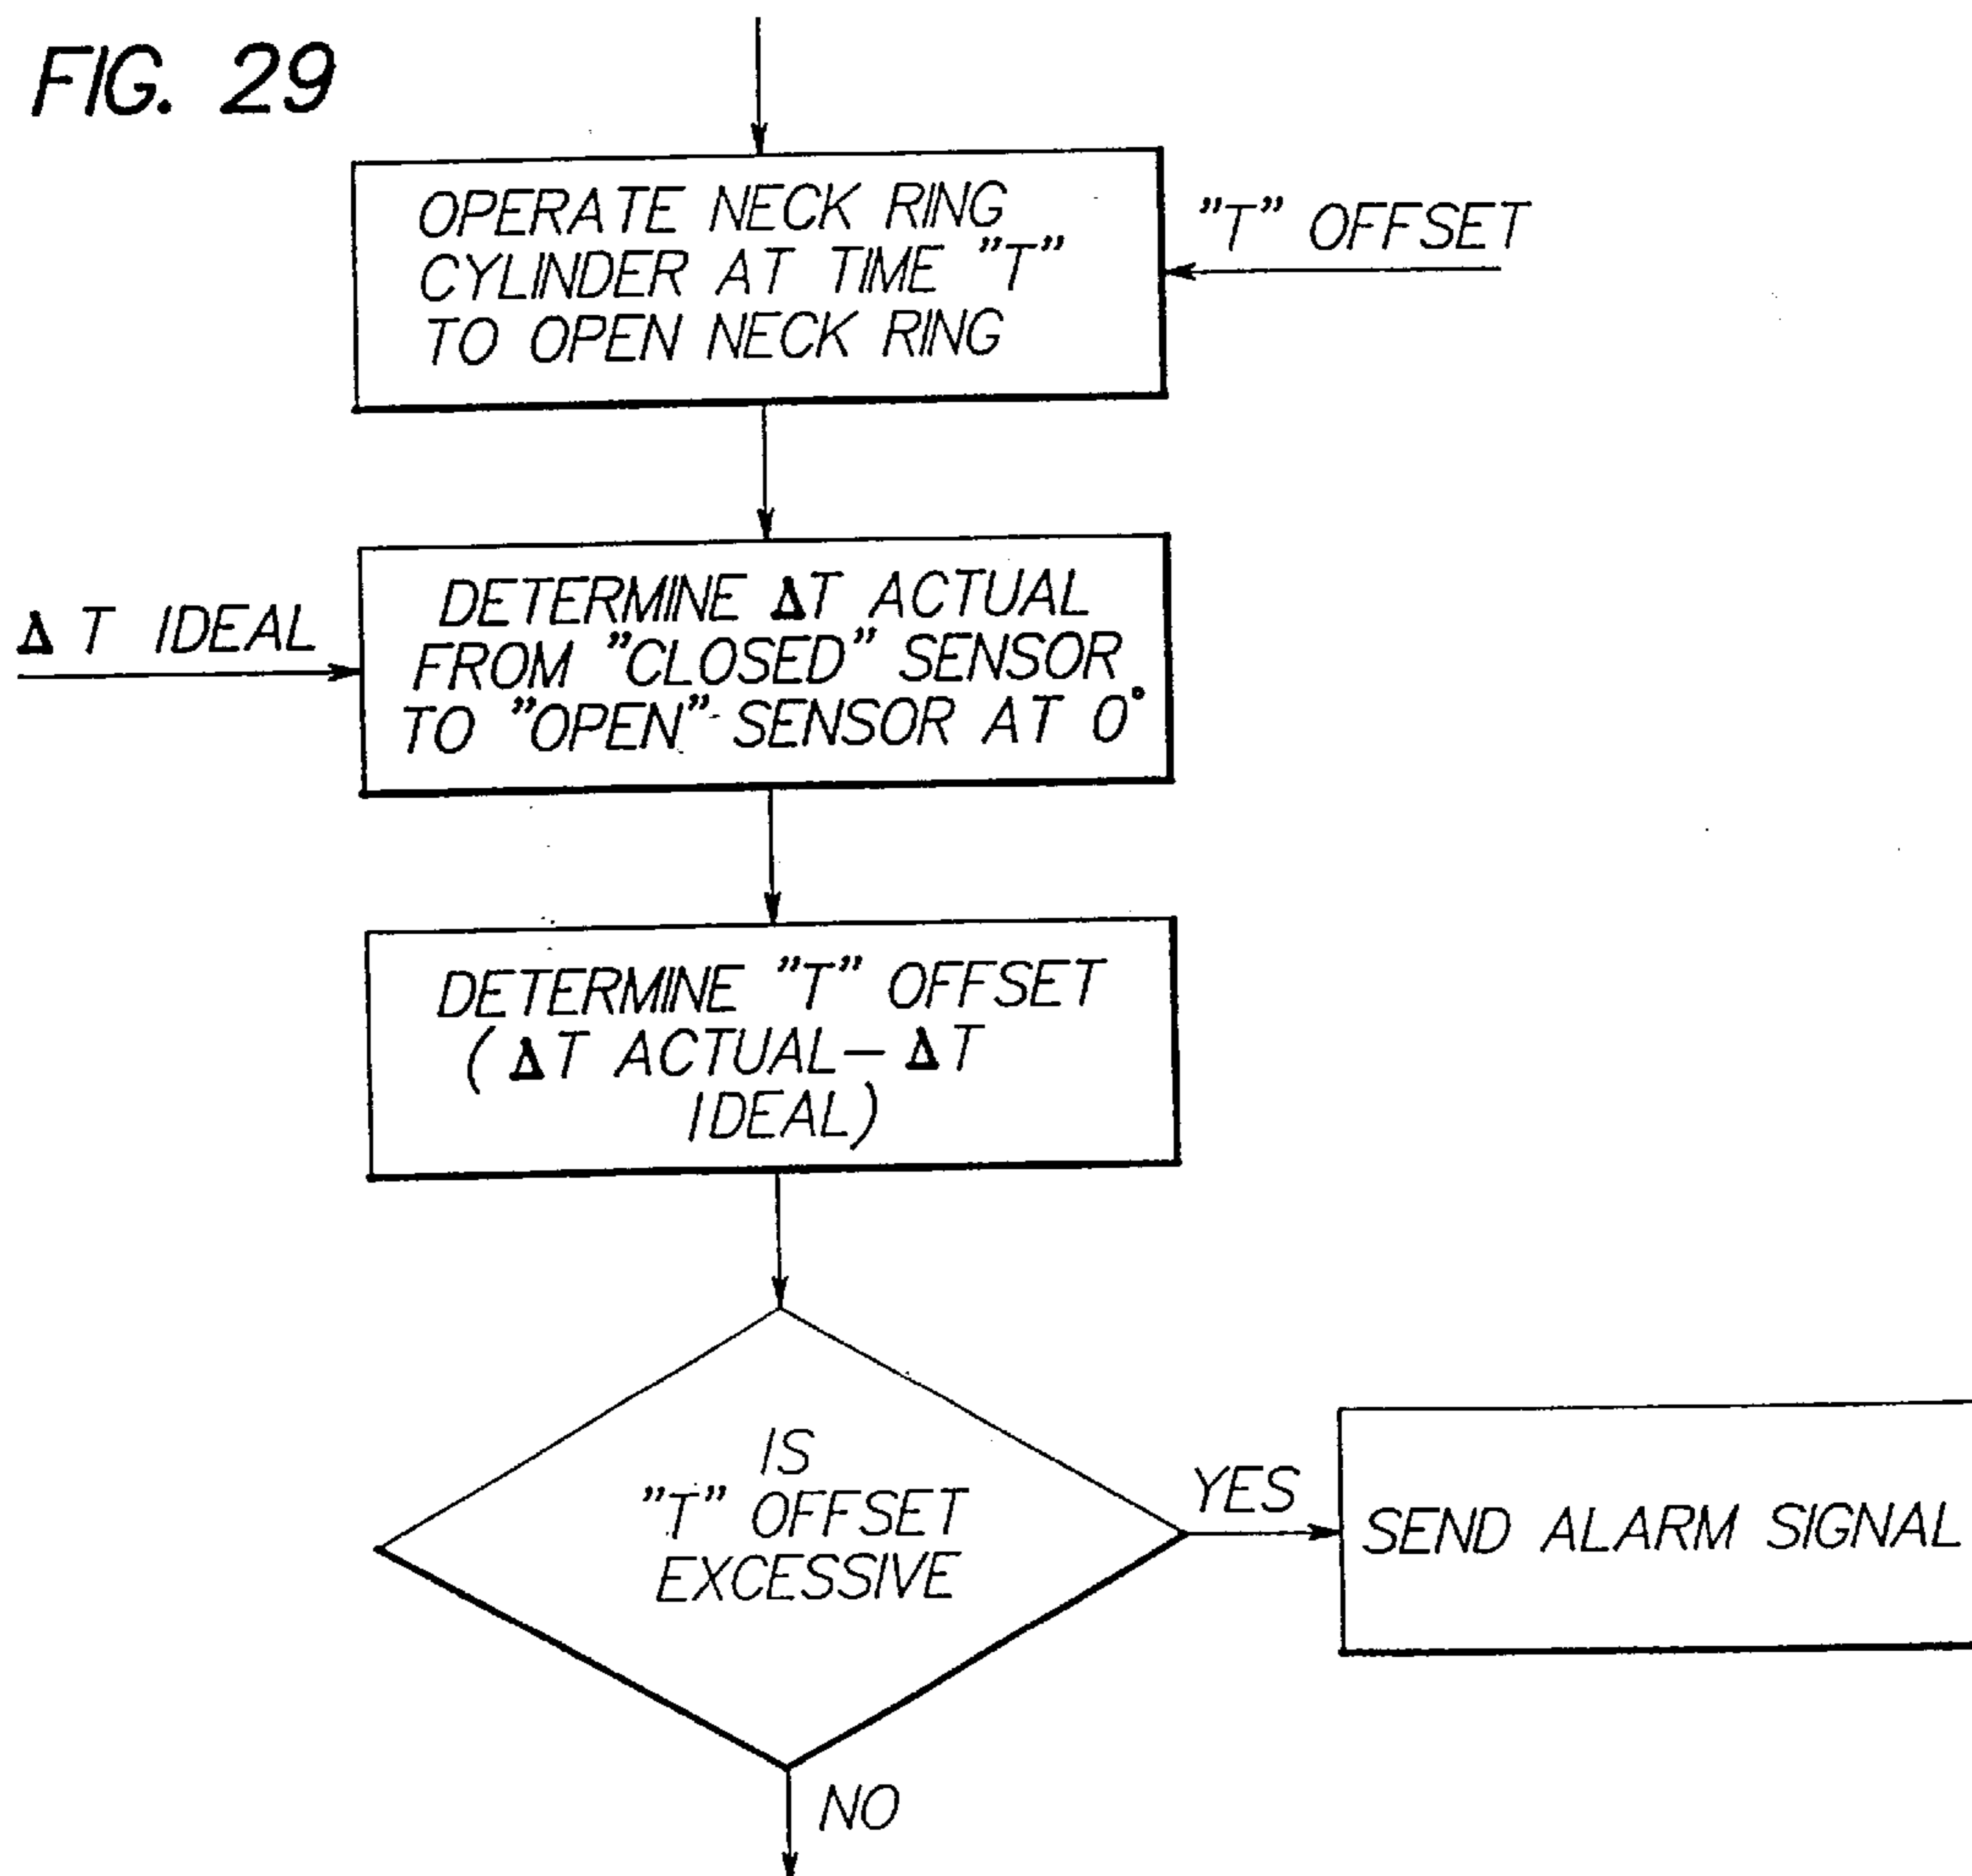 FIG. 29
OPERATE NECK RING
CYLINDER AT TIME "T"
TO OPEN NECK RING
"T" OFFSET
Δ T IDEAL
DETERMINE ΔT ACTUAL
FROM "CLOSED" SENSOR
TO "OPEN" SENSOR AT 0°
DETERMINE "T" OFFSET
(ΔT ACTUAL— ΔT
IDEAL)
IS
"T" OFFSET
EXCESSIVE
YES
SEND ALARM SIGNAL
NO